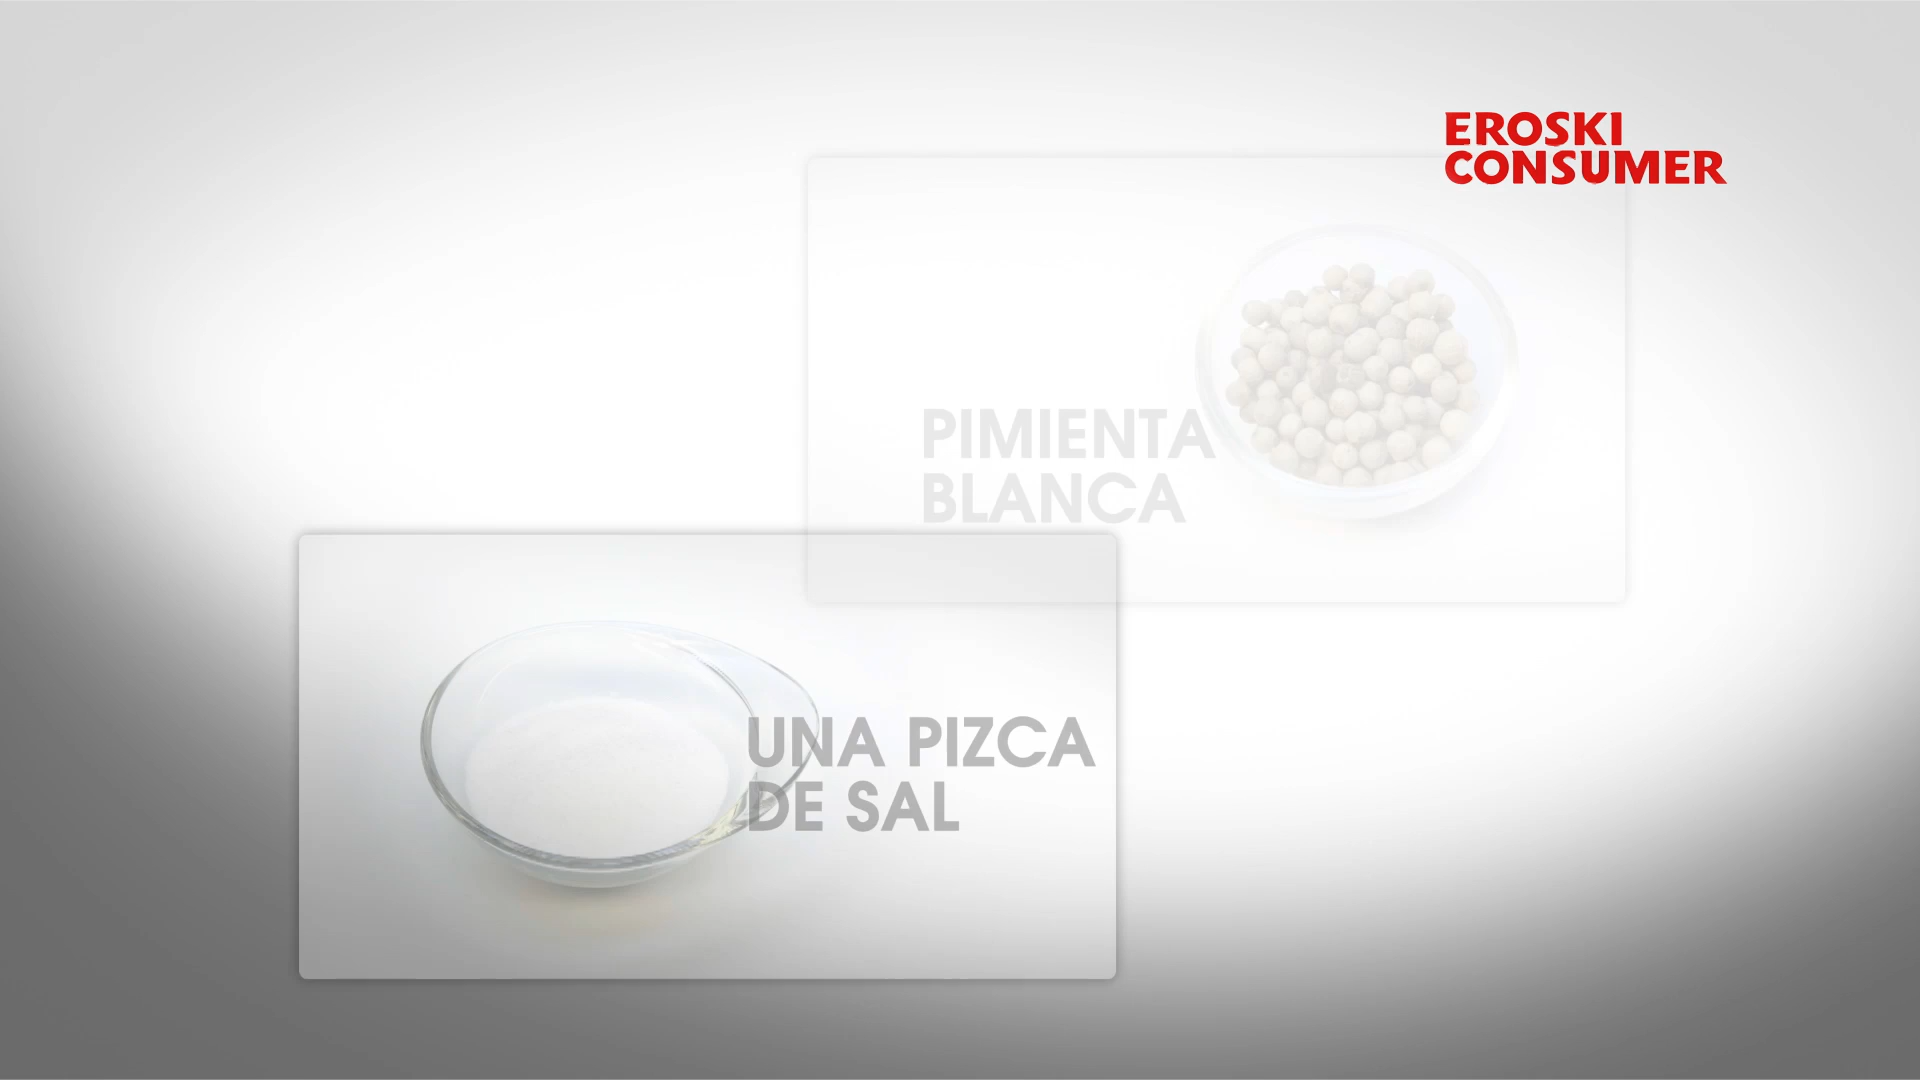 EROSKI
CONSUMER
PIMIENTA
BLANCA
UNA PIZCA
DE SAL